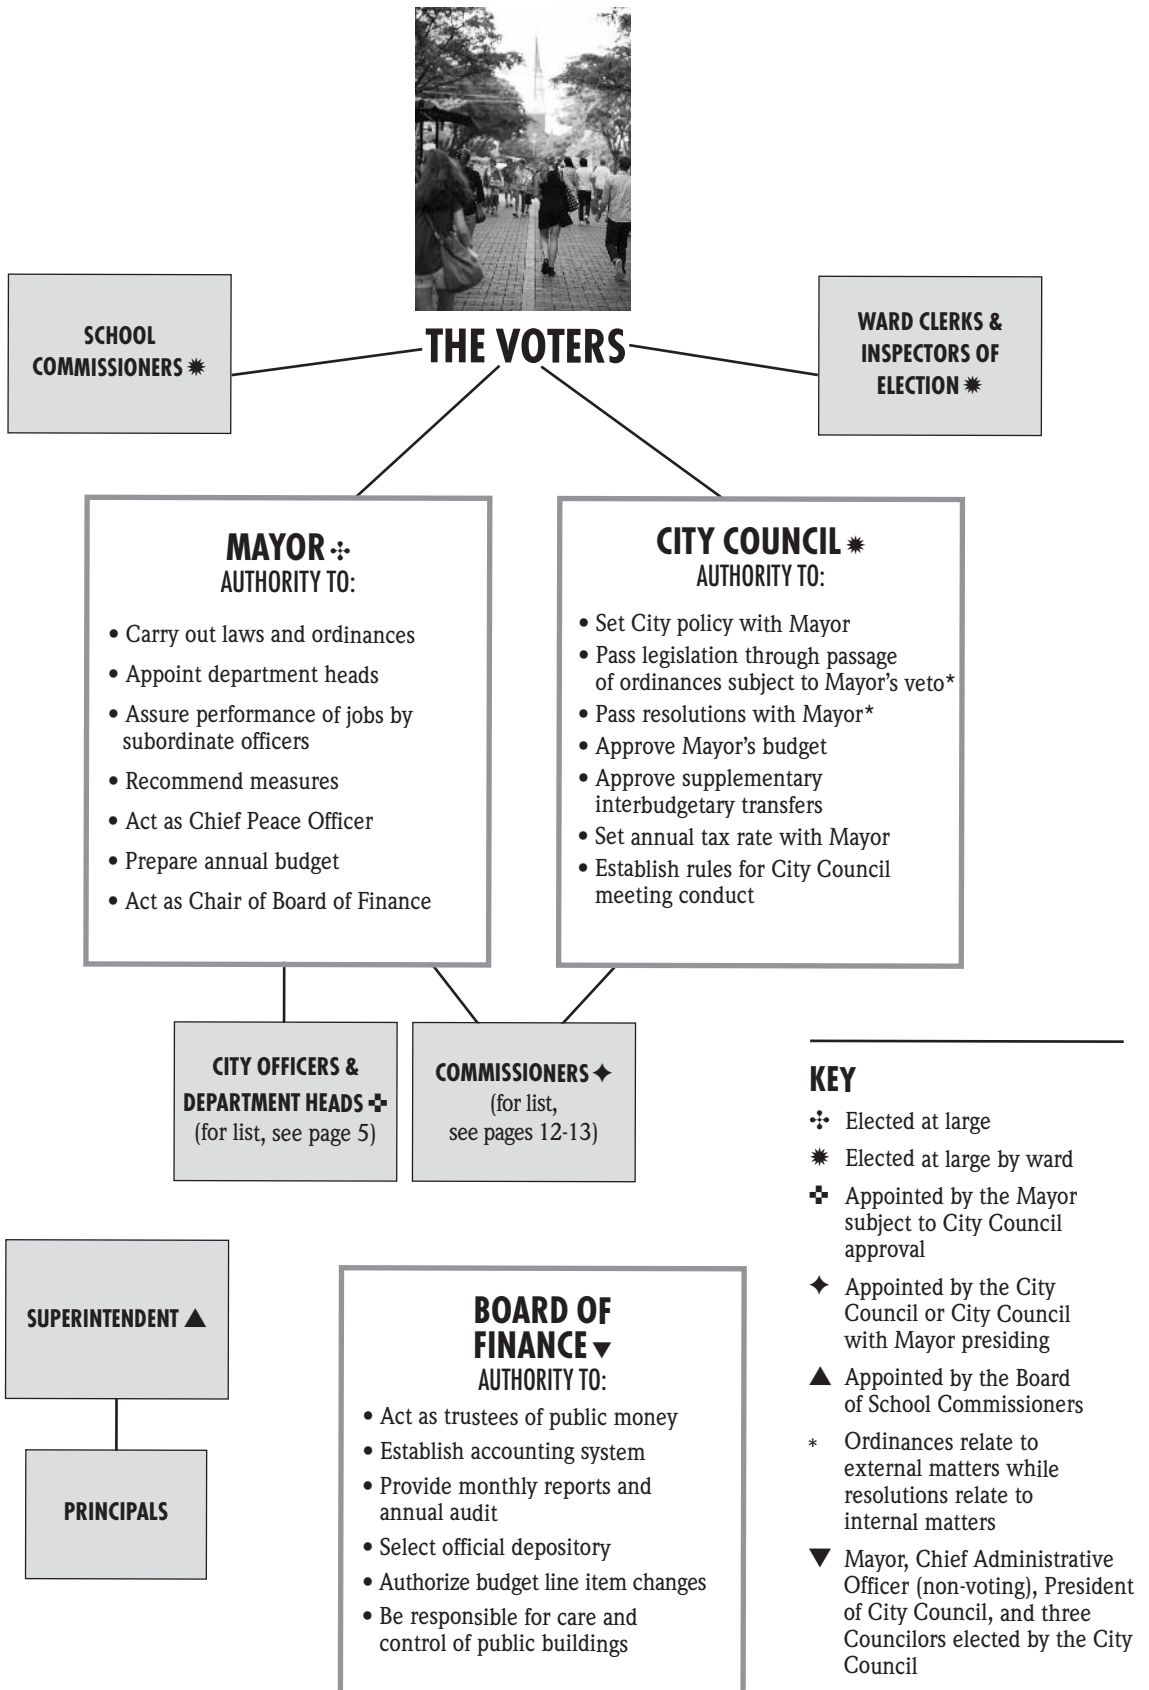 THE VOTERS
SCHOOL
COMMISSIONERS ✹
WARD CLERKS &
INSPECTORS OF
ELECTION ✹
MAYOR ✣
AUTHORITY TO:
• Carry out laws and ordinances
• Appoint department heads
• Assure performance of jobs by
subordinate officers
• Recommend measures
• Act as Chief Peace Officer
• Prepare annual budget
• Act as Chair of Board of Finance
CITY COUNCIL ✹
AUTHORITY TO:
• Set City policy with Mayor
• Pass legislation through passage
of ordinances subject to Mayor's veto*
• Pass resolutions with Mayor*
• Approve Mayor's budget
• Approve supplementary
interbudgetary transfers
• Set annual tax rate with Mayor
• Establish rules for City Council
meeting conduct
CITY OFFICERS &
DEPARTMENT HEADS ✜
(for list, see page 5)
COMMISSIONERS ✦
(for list,
see pages 12-13)
SUPERINTENDENT ▲
PRINCIPALS
BOARD OF
FINANCE ▼
AUTHORITY TO:
• Act as trustees of public money
• Establish accounting system
• Provide monthly reports and
annual audit
• Select official depository
• Authorize budget line item changes
• Be responsible for care and
control of public buildings
KEY
✣ Elected at large
✹ Elected at large by ward
✜ Appointed by the Mayor
subject to City Council
approval
✦ Appointed by the City
Council or City Council
with Mayor presiding
▲ Appointed by the Board
of School Commissioners
* Ordinances relate to
external matters while
resolutions relate to
internal matters
▼ Mayor, Chief Administrative
Officer (non-voting), President
of City Council, and three
Councilors elected by the City
Council